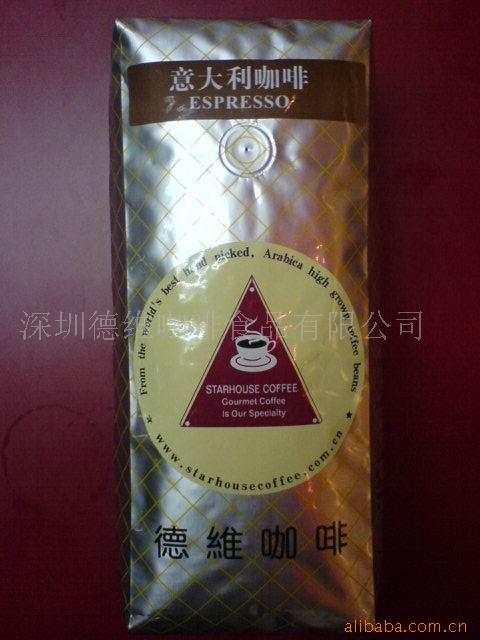 意大利咖啡
ESPRESSO
From the world's best hand picked, Arabica high grown coffee beans
深圳德维咖啡食品有限公司
STARHOUSE COFFEE
Gourmet Coffee
Is Our Specialty
★ www.starhousecoffee.com.cn ★
德維咖啡
alibaba.com.cn